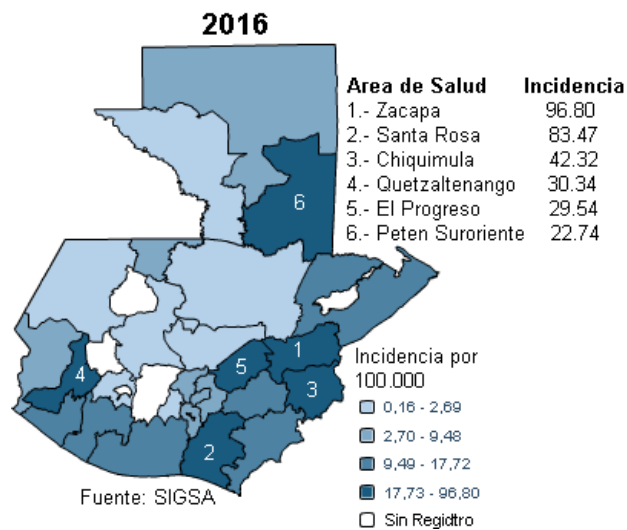 2016
Area de Salud Incidencia
1.- Zacapa 96.80
2.- Santa Rosa 83.47
3.- Chiquimula 42.32
4.- Quetzaltenango 30.34
5.- El Progreso 29.54
6.- Peten Suroriente 22.74
6
1
4
5
3
2
Incidencia por
100.000
0,16 - 2,69
2,70 - 9,48
9,49 - 17,72
17,73 - 96,80
Sin Regidtro
Fuente: SIGSA